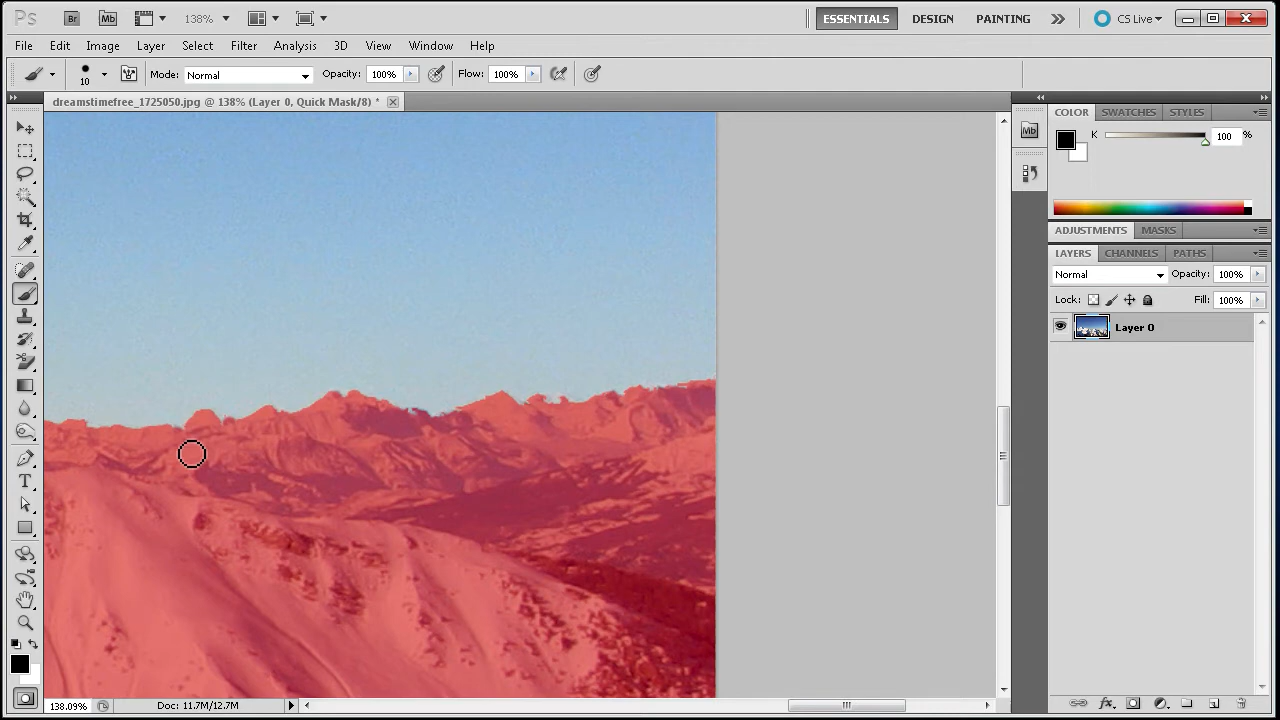 Ps Br Mb 138% ESSENTIALS DESIGN PAINTING CS Live
File Edit Image Layer Select Filter Analysis 3D View Window Help
10 Mode: Normal Opacity: 100% Flow: 100%
dreamstimefree_1725050.jpg @ 138% (Layer 0, Quick Mask/8) *
COLOR SWATCHES STYLES
Mb
K 100 %
ADJUSTMENTS MASKS
LAYERS CHANNELS PATHS
Normal Opacity: 100%
Lock: Fill: 100%
Layer 0
T
138.09% Doc: 11.7M/12.7M
fx